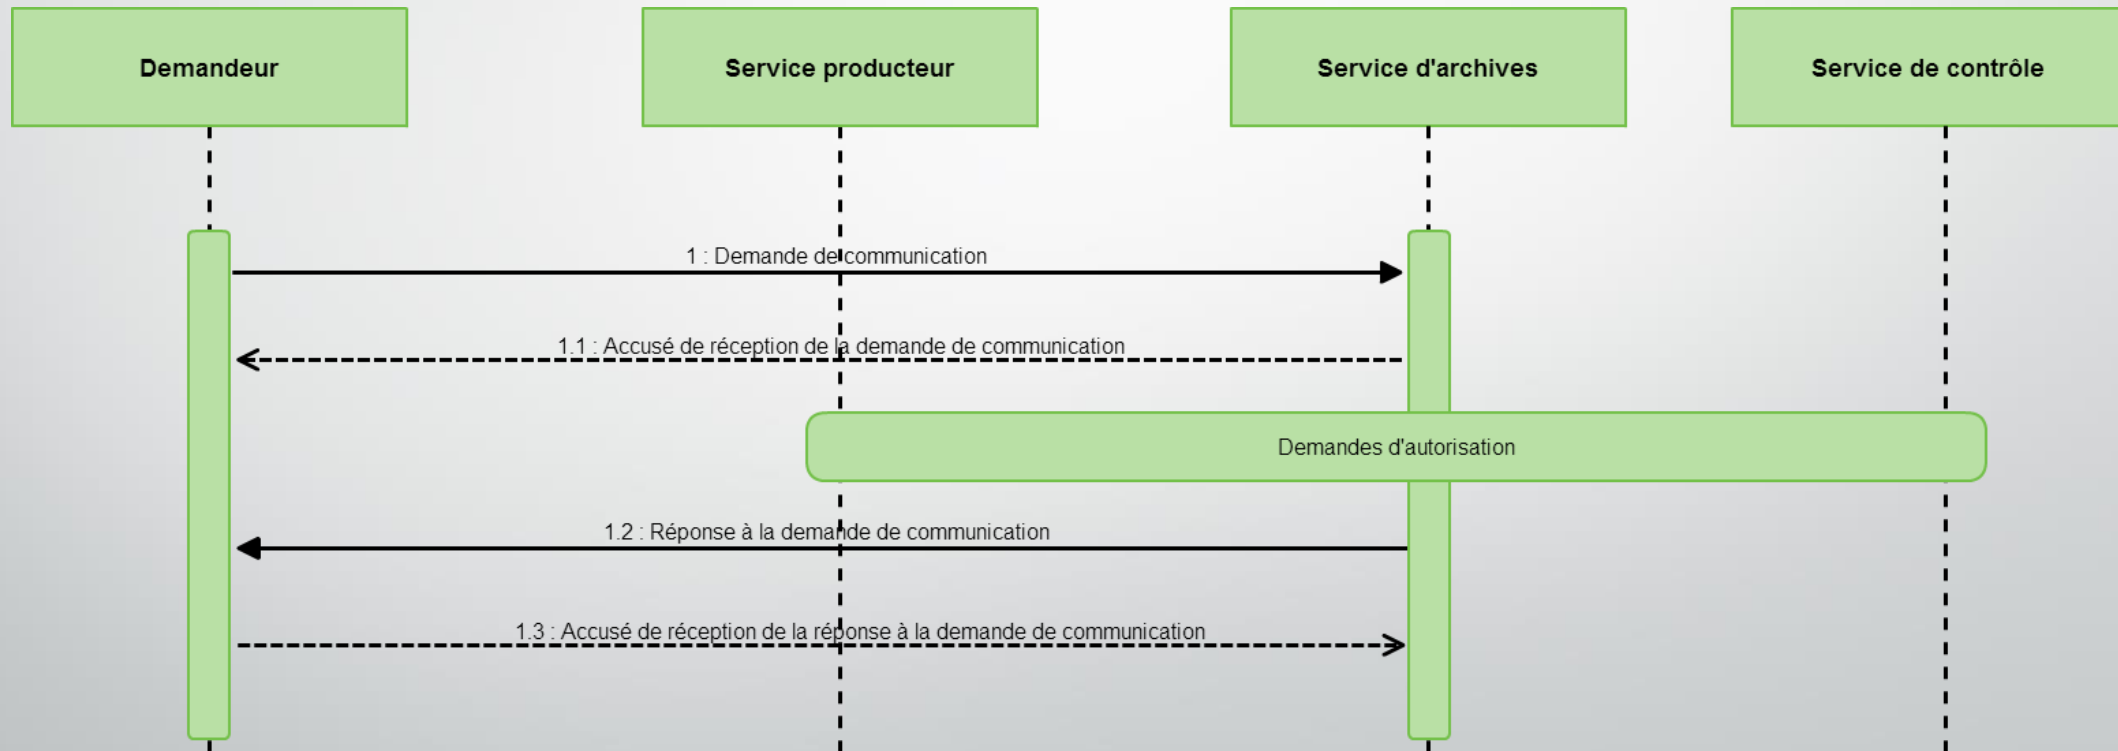 Demandeur
Service producteur
Service d'archives
Service de contrôle
1 : Demande de communication
1.1 : Accusé de réception de la demande de communication
Demandes d'autorisation
1.2 : Réponse à la demande de communication
1.3 : Accusé de réception de la réponse à la demande de communication